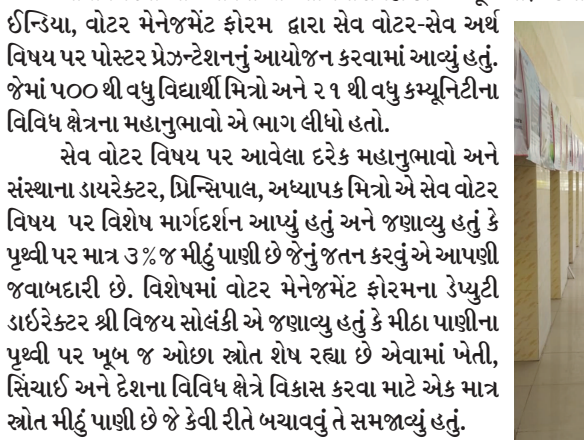 ઈન્ડિયા, વોટર મેનેજમેંટ ફોરમ દ્વારા સેવ વોટર-સેવ અર્થ
વિષય પર પોસ્ટર પ્રેઝન્ટેશનનું આયોજન કરવામાં આવ્યું હતું.
જેમાં ૫૦૦ થી વધુ વિદ્યાર્થી મિત્રો અને ૨ ૧ થી વધુ કમ્યૂનિટીના
વિવિધ ક્ષેત્રના મહાનુભાવો એ ભાગ લીધો હતો.
સેવ વોટર વિષય પર આવેલા દરેક મહાનુભાવો અને
સંસ્થાના ડાયરેક્ટર, પ્રિન્સિપાલ, અધ્યાપક મિત્રો એ સેવ વોટર
વિષય પર વિશેષ માર્ગદર્શન આપ્યું હતું અને જણાવ્યુ હતું કે
પૃથ્વી પર માત્ર ૩%જ મીઠું પાણી છે જેનું જતન કરવું એ આપણી
જવાબદારી છે. વિશેષમાં વોટર મેનેજમેંટ ફોરમના ડેપ્યુટી
ડાઇરેક્ટર શ્રી વિજય સોલંકી એ જણાવ્યુ હતું કે મીઠા પાણીના
પૃથ્વી પર ખૂબ જ ઓછા સ્ત્રોત શેષ રહ્યા છે એવામાં ખેતી,
સિંચાઈ અને દેશના વિવિધ ક્ષેત્રે વિકાસ કરવા માટે એક માત્ર
સ્ત્રોત મીઠું પાણી છે જે કેવી રીતે બચાવવું તે સમજાવ્યું હતું.